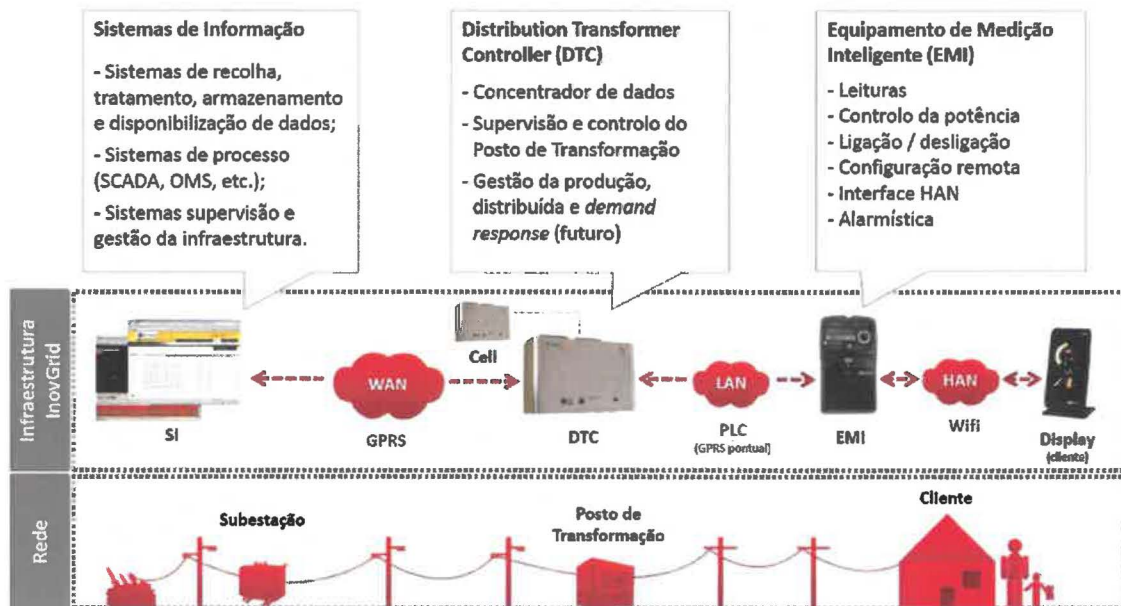 Sistemas de Informação
- Sistemas de recolha,
tratamento, armazenamento
e disponibilização de dados;
- Sistemas de processo
(SCADA, OMS, etc.);
- Sistemas supervisão e
gestão da infraestrutura.
Distribution Transformer
Controller (DTC)
- Concentrador de dados
- Supervisão e controlo do
Posto de Transformação
- Gestão da produção,
distribuída e demand
response (futuro)
Equipamento de Medição
Inteligente (EMI)
- Leituras
- Controlo da potência
- Ligação / desligação
- Configuração remota
- Interface HAN
- Alarmística
Infraestrutura
InovGrid
SI
WAN
GPRS
Cell
DTC
LAN
PLC
(GPRS pontual)
EMI
HAN
Wifi
Display
(cliente)
Rede
Subestação
Posto de
Transformação
Cliente